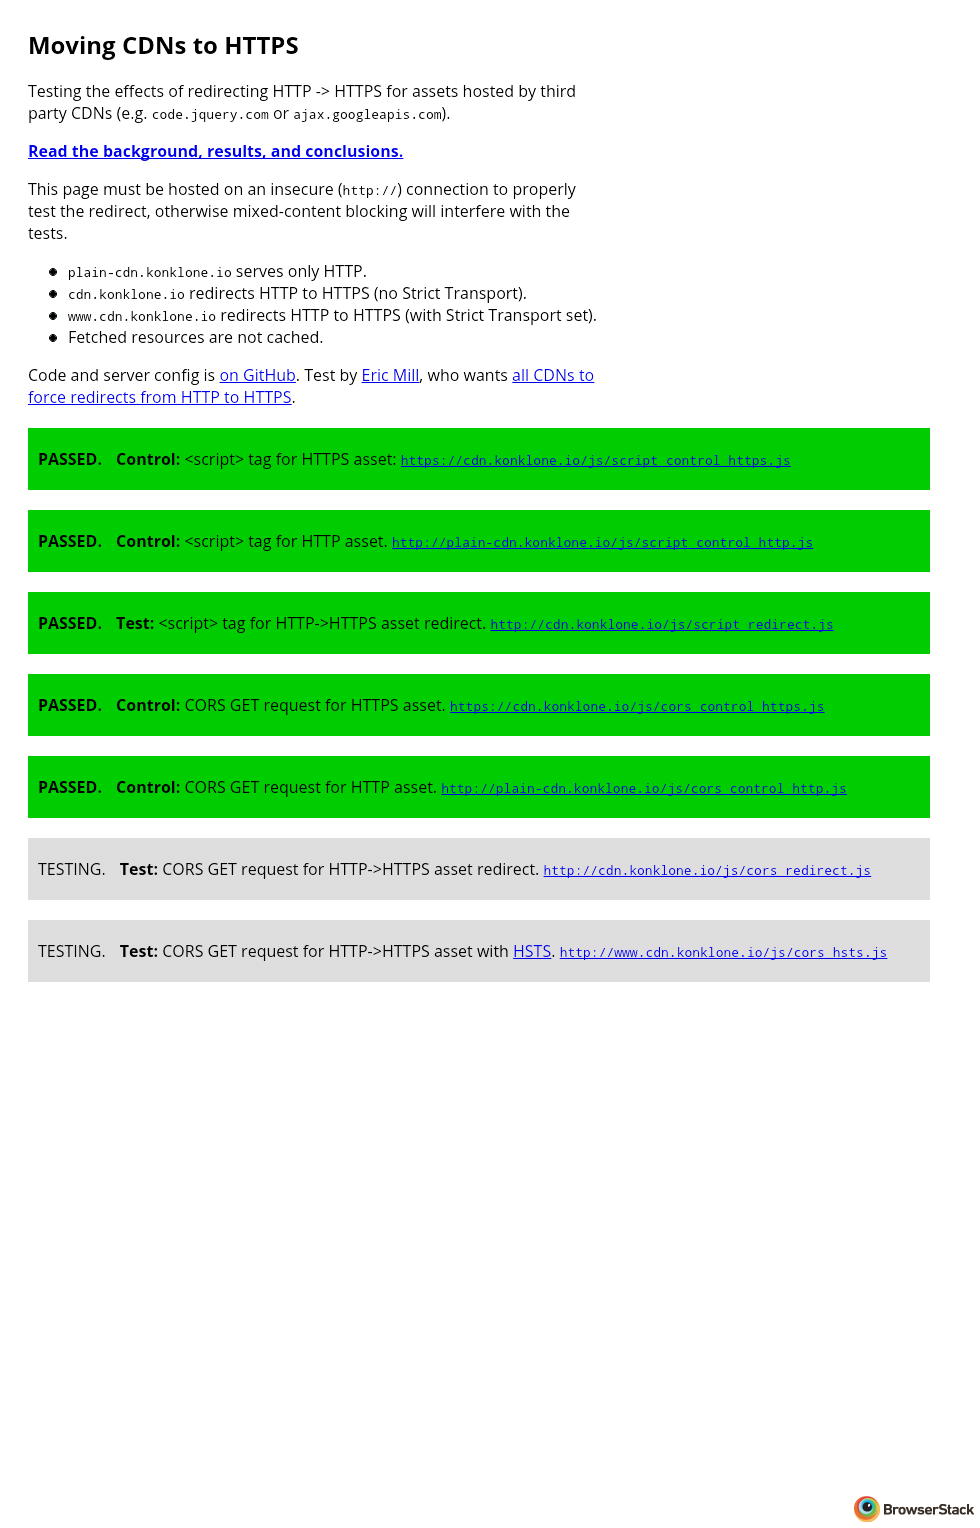 Moving CDNs to HTTPS
Testing the effects of redirecting HTTP -> HTTPS for assets hosted by third
party CDNs (e.g. code.jquery.com or ajax.googleapis.com).
Read the background, results, and conclusions.
This page must be hosted on an insecure (http://) connection to properly
test the redirect, otherwise mixed-content blocking will interfere with the
tests.
plain-cdn.konklone.io serves only HTTP.
cdn.konklone.io redirects HTTP to HTTPS (no Strict Transport).
www.cdn.konklone.io redirects HTTP to HTTPS (with Strict Transport set).
Fetched resources are not cached.
Code and server config is on GitHub. Test by Eric Mill, who wants all CDNs to
force redirects from HTTP to HTTPS.
PASSED. Control: <script> tag for HTTPS asset: https://cdn.konklone.io/js/script_control_https.js
PASSED. Control: <script> tag for HTTP asset. http://plain-cdn.konklone.io/js/script_control_http.js
PASSED. Test: <script> tag for HTTP->HTTPS asset redirect. http://cdn.konklone.io/js/script_redirect.js
PASSED. Control: CORS GET request for HTTPS asset. https://cdn.konklone.io/js/cors_control_https.js
PASSED. Control: CORS GET request for HTTP asset. http://plain-cdn.konklone.io/js/cors_control_http.js
TESTING. Test: CORS GET request for HTTP->HTTPS asset redirect. http://cdn.konklone.io/js/cors_redirect.js
TESTING. Test: CORS GET request for HTTP->HTTPS asset with HSTS. http://www.cdn.konklone.io/js/cors_hsts.js
BrowserStack